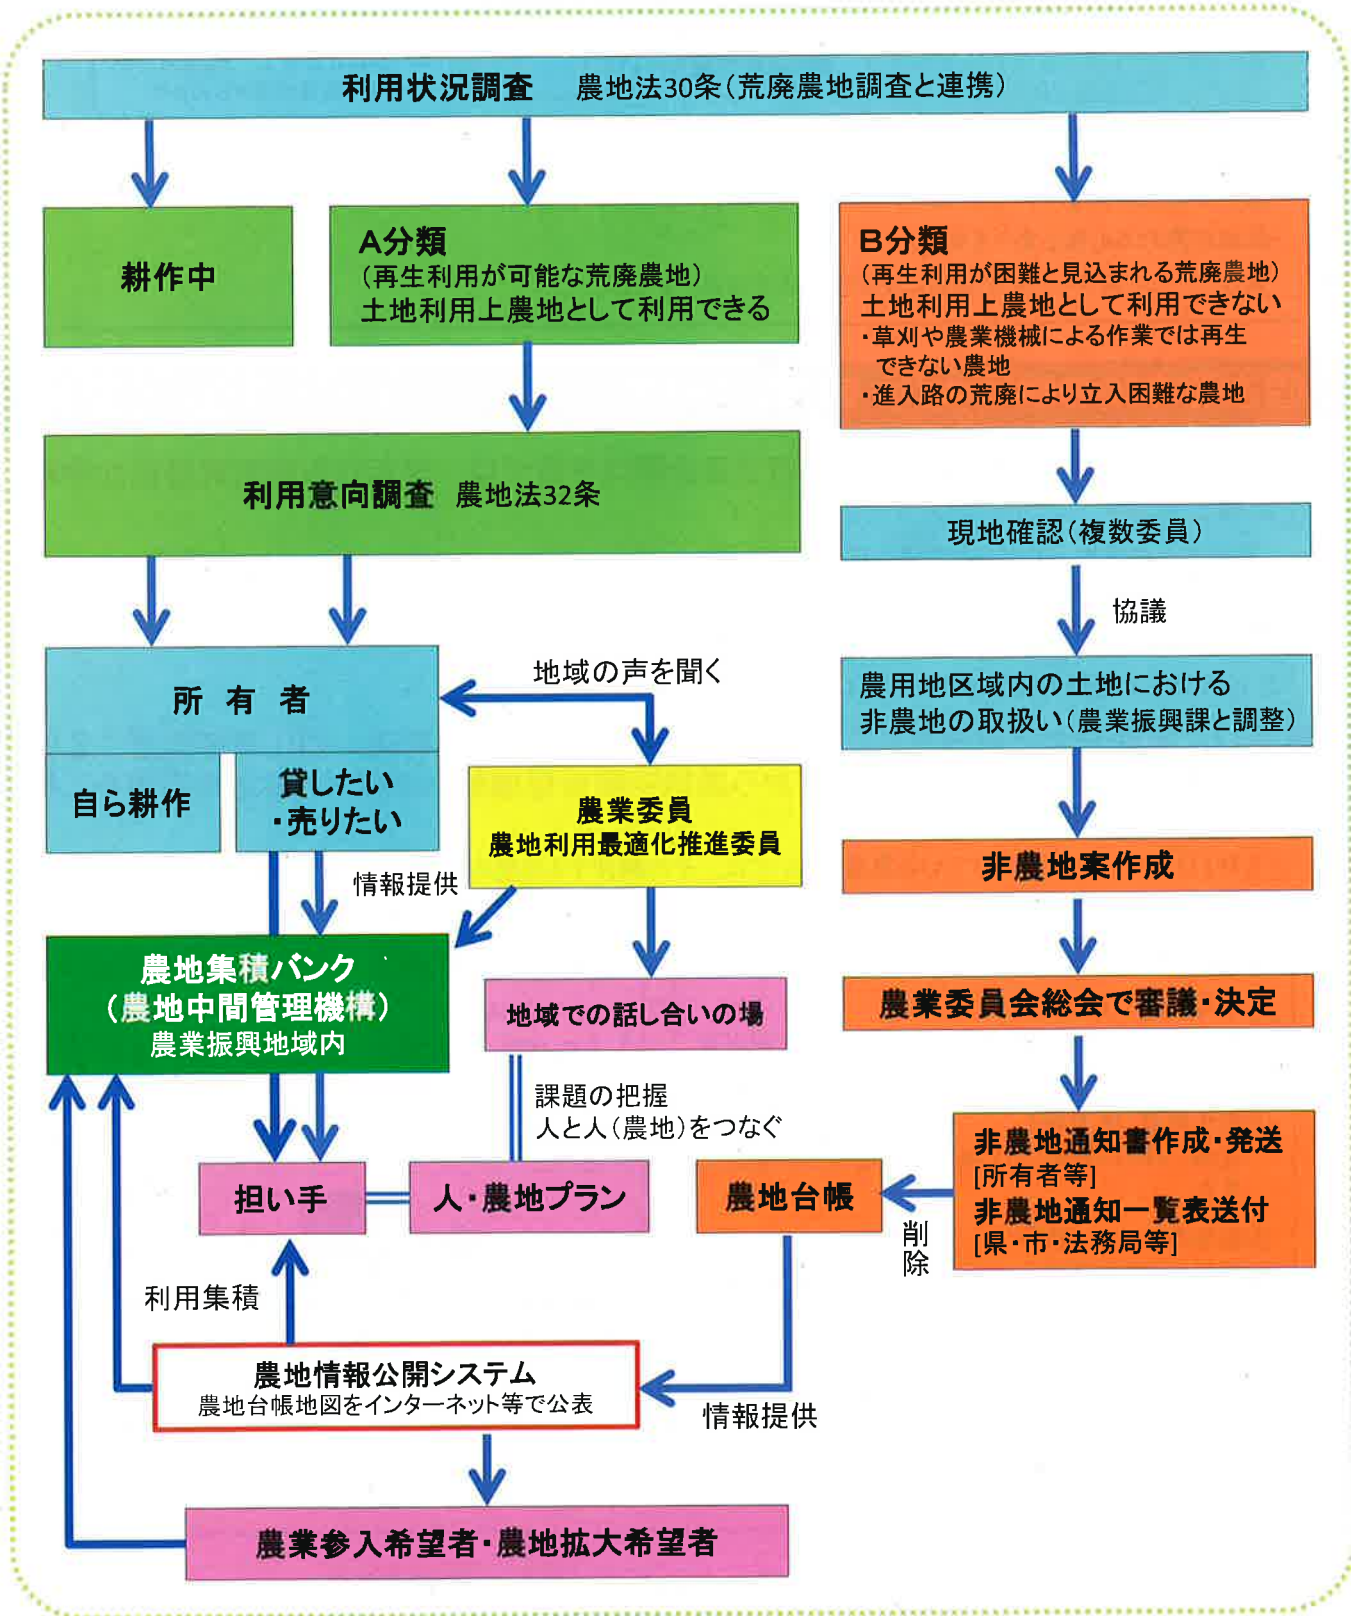 利用状況調査 農地法30条(荒廃農地調査と連携)
耕作中
A分類
(再生利用が可能な荒廃農地)
土地利用上農地として利用できる
B分類
(再生利用が困難と見込まれる荒廃農地)
土地利用上農地として利用できない
・草刈や農業機械による作業では再生
できない農地
・進入路の荒廃により立入困難な農地
利用意向調査 農地法32条
現地確認(複数委員)
協議
所有者
地域の声を聞く
農用地区域内の土地における
非農地の取扱い(農業振興課と調整)
自ら耕作
貸したい
・売りたい
農業委員
農地利用最適化推進委員
情報提供
非農地案作成
農地集積バンク
(農地中間管理機構)
農業振興地域内
地域での話し合いの場
農業委員会総会で審議・決定
課題の把握
人と人(農地)をつなぐ
担い手
人・農地プラン
農地台帳
削除
非農地通知書作成・発送
[所有者等]
非農地通知一覧表送付
[県・市・法務局等]
利用集積
農地情報公開システム
農地台帳地図をインターネット等で公表
情報提供
農業参入希望者・農地拡大希望者